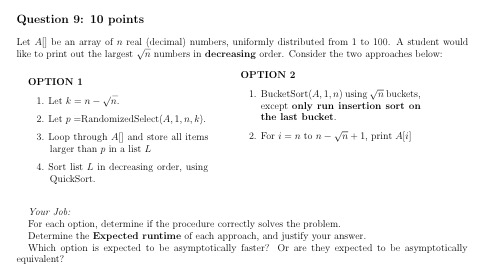 Question 9: 10 points
Let A[] be an array of n real (decimal) numbers, uniformly distributed from 1 to 100. A student would
like to print out the largest √n numbers in decreasing order. Consider the two approaches below:
OPTION 1
1. Let k = n − √n.
2. Let p =RandomizedSelect(A, 1, n, k).
3. Loop through A[] and store all items
larger than p in a list L
4. Sort list L in decreasing order, using
QuickSort.
OPTION 2
1. BucketSort(A, 1, n) using √n buckets,
except only run insertion sort on
the last bucket.
2. For i = n to n − √n + 1, print A[i]
Your Job:
For each option, determine if the procedure correctly solves the problem.
Determine the Expected runtime of each approach, and justify your answer.
Which option is expected to be asymptotically faster? Or are they expected to be asymptotically
equivalent?